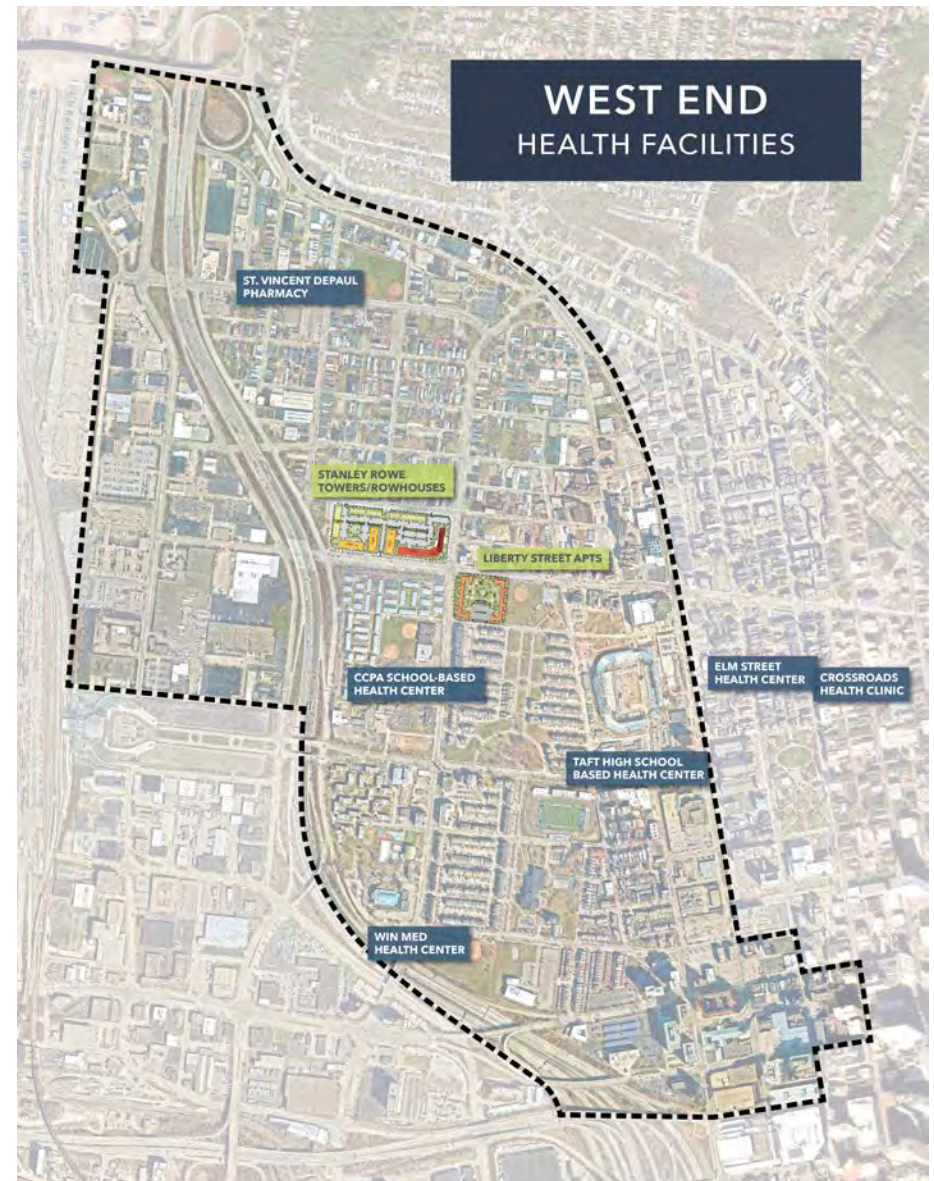 WEST END
HEALTH FACILITIES
ST. VINCENT DEPAUL
PHARMACY
STANLEY ROWE
TOWERS/ROWHOUSES
LIBERTY STREET APTS
CCPA SCHOOL-BASED
HEALTH CENTER
ELM STREET
HEALTH CENTER
CROSSROADS
HEALTH CLINIC
TAFT HIGH SCHOOL
BASED HEALTH CENTER
WIN MED
HEALTH CENTER